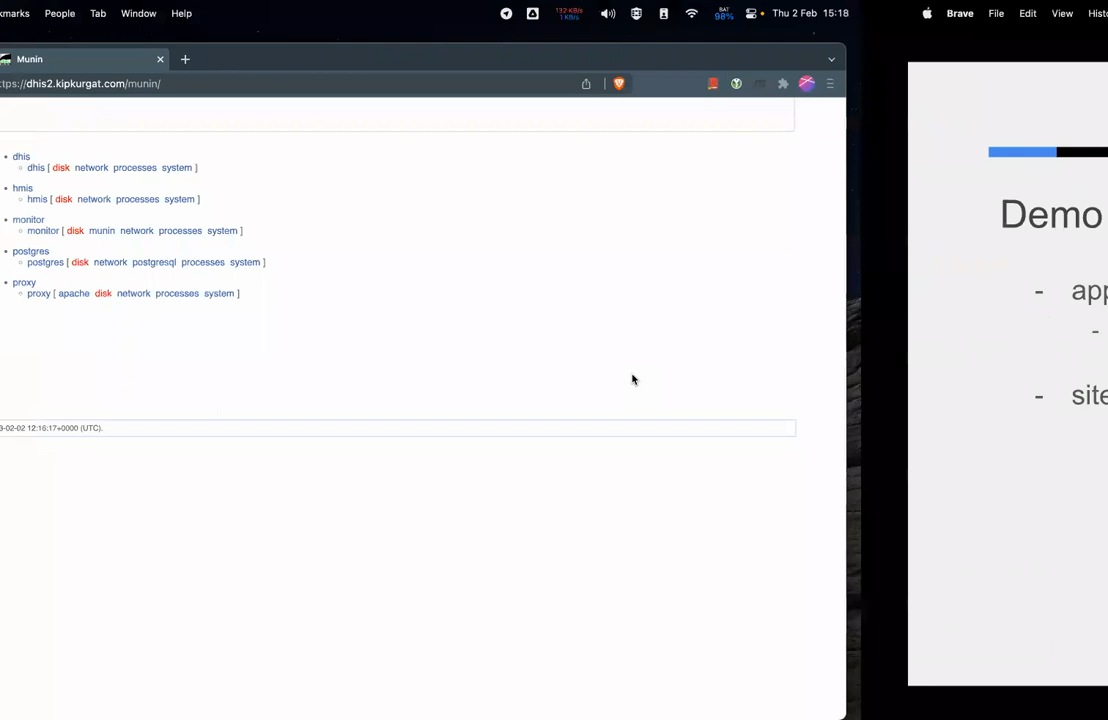 People Tab Window Help 132 KB/s 1 KB/s BAT 98% Thu 2 Feb 15:18
Munin
dhis2.kipkurgat.com/munin/
dhis
dhis [ disk network processes system ]
hmis
hmis [ disk network processes system ]
monitor
monitor [ disk munin network processes system ]
postgres
postgres [ disk network postgresql processes system ]
proxy
proxy [ apache disk network processes system ]
-02-02 12:16:17+0000 (UTC).
Brave File Edit View
Demo
- app
-
- site